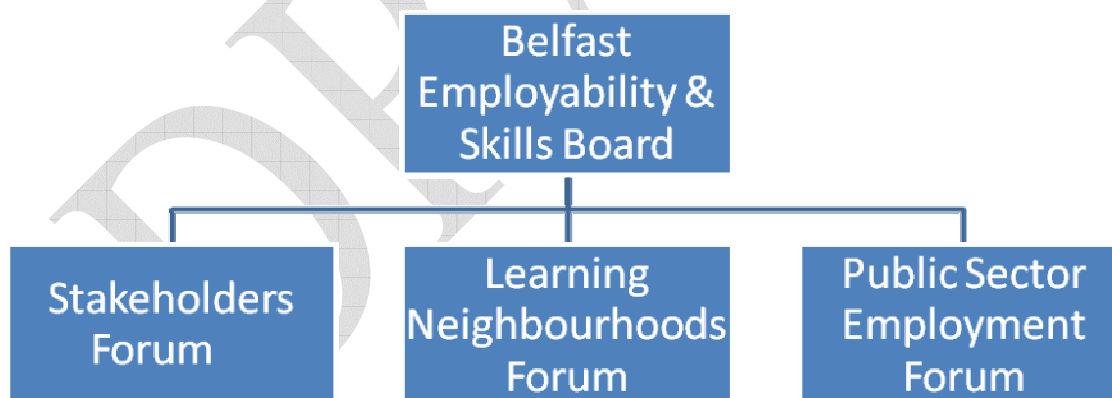 Belfast
Employability &
Skills Board
Stakeholders
Forum
Learning
Neighbourhoods
Forum
Public Sector
Employment
Forum